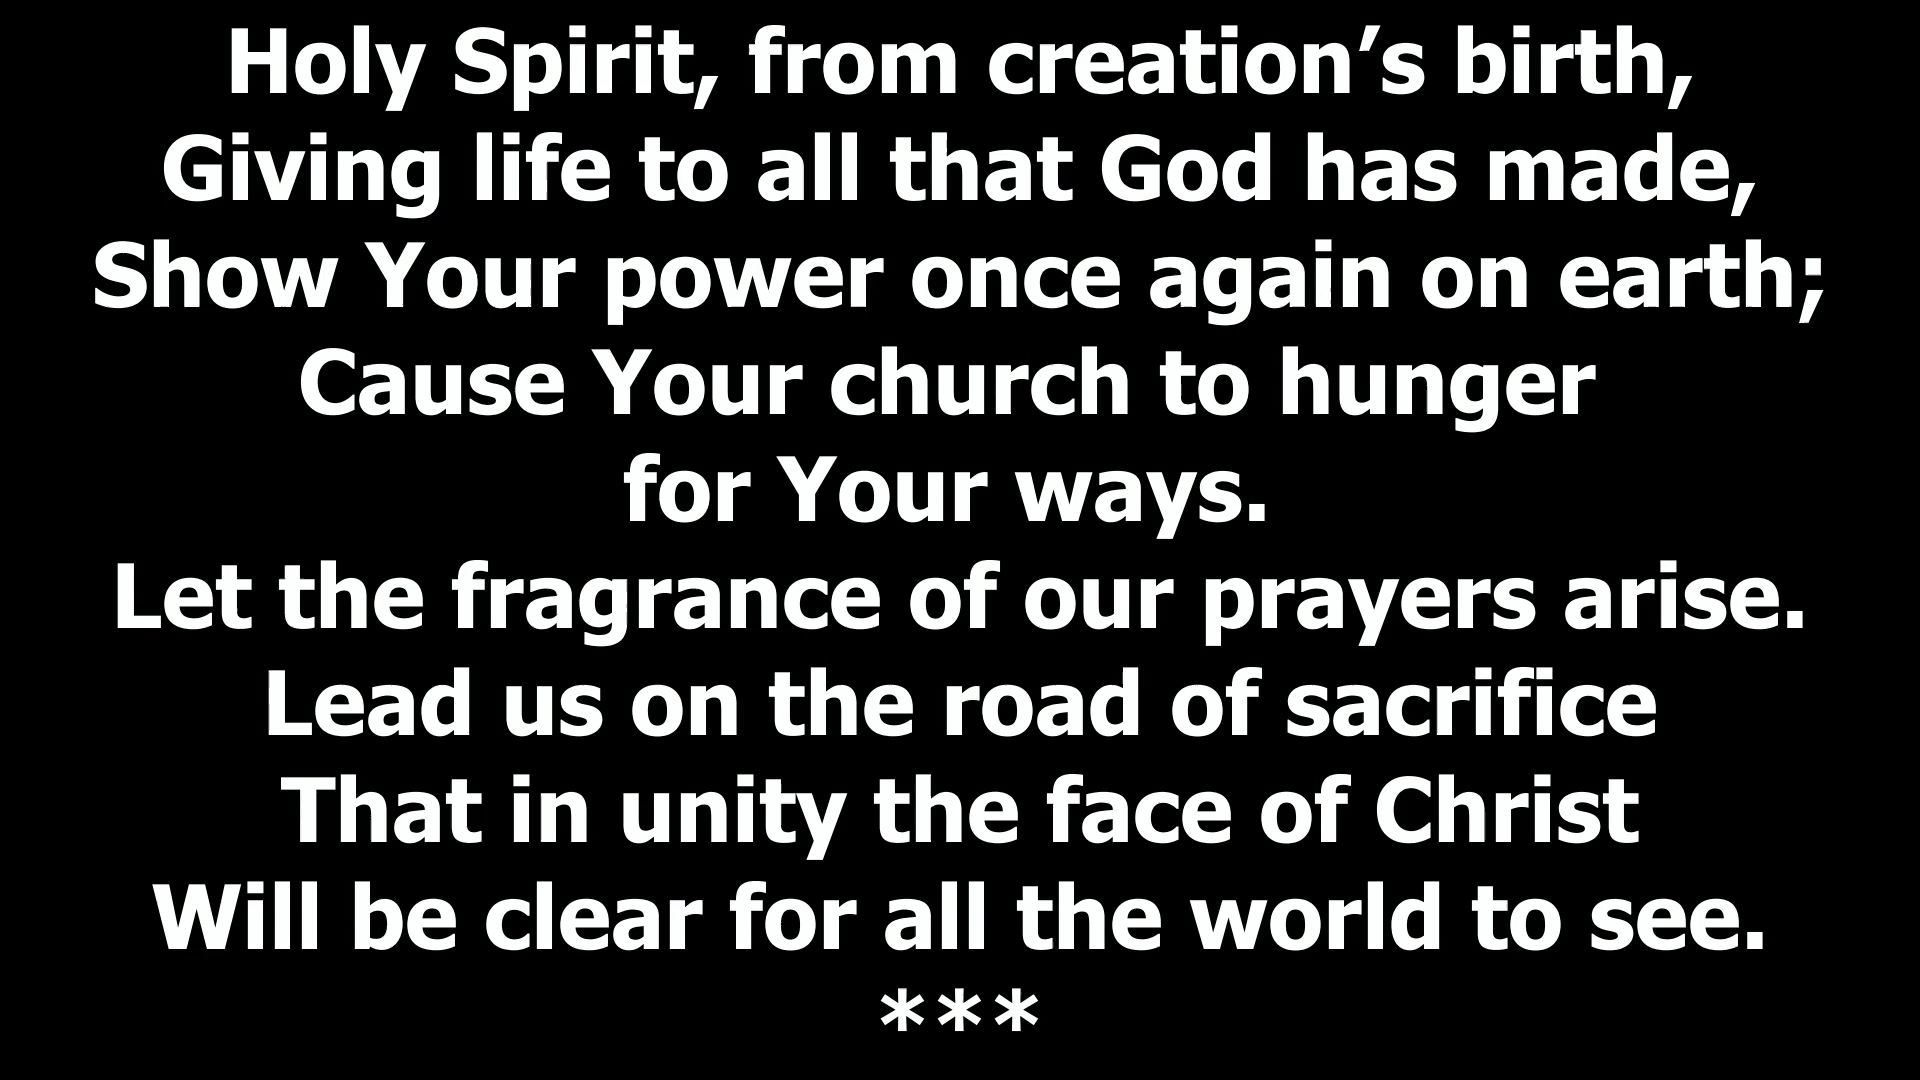 Holy Spirit, from creation’s birth,
Giving life to all that God has made,
Show Your power once again on earth;
Cause Your church to hunger
for Your ways.
Let the fragrance of our prayers arise.
Lead us on the road of sacrifice
That in unity the face of Christ
Will be clear for all the world to see.
***